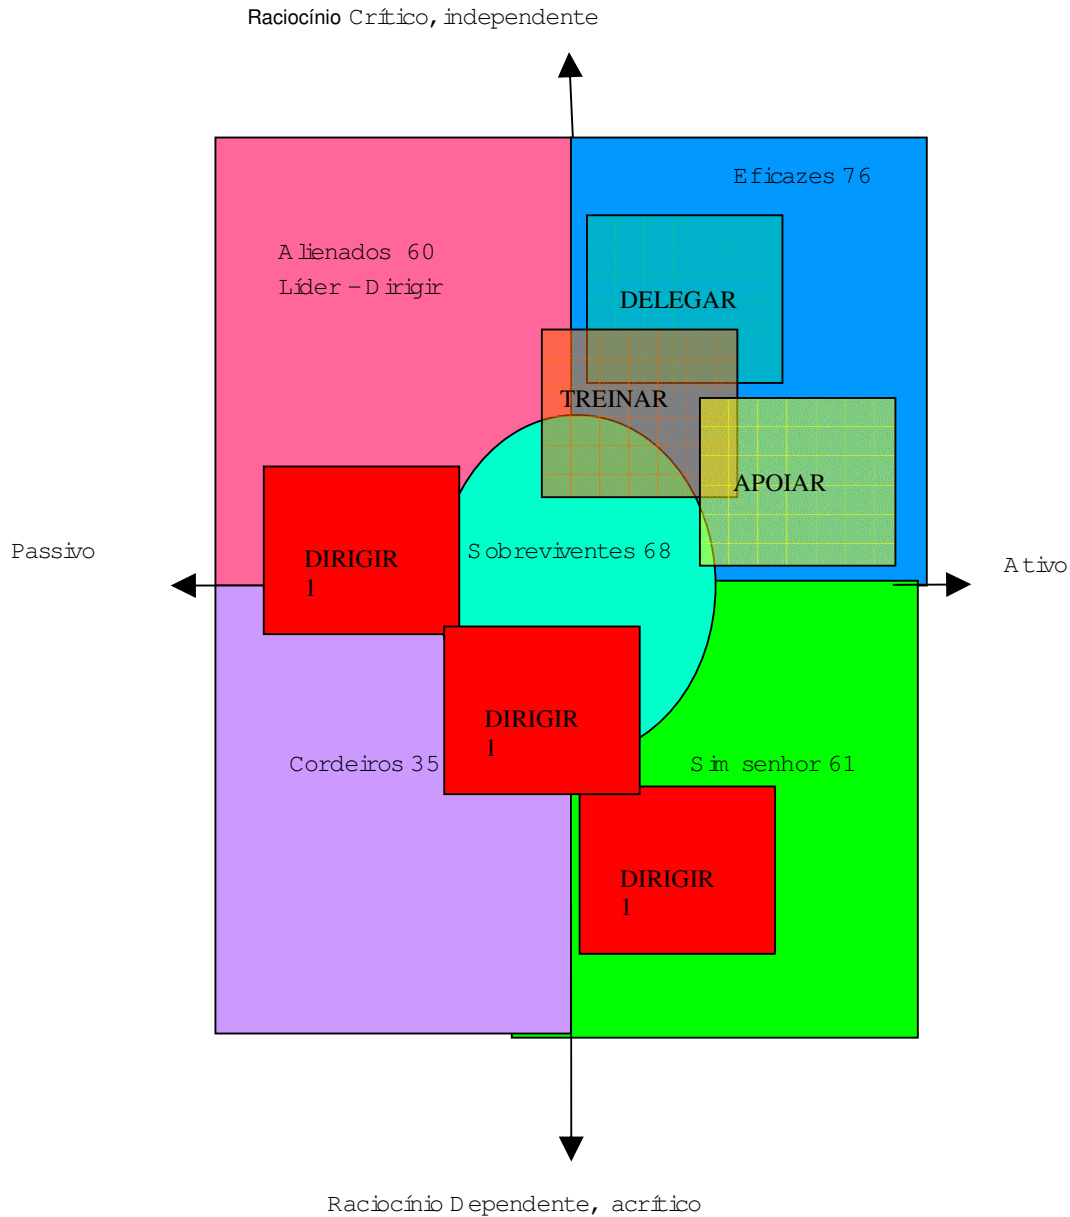 Raciocínio Crítico, independente
Eficazes 76
Alienados 60
Líder – Dirigir
DELEGAR
TREINAR
APOIAR
Passivo
DIRIGIR
1
Sobreviventes 68
Ativo
DIRIGIR
1
Cordeiros 35
Sim senhor 61
DIRIGIR
1
Raciocínio Dependente, acrítico